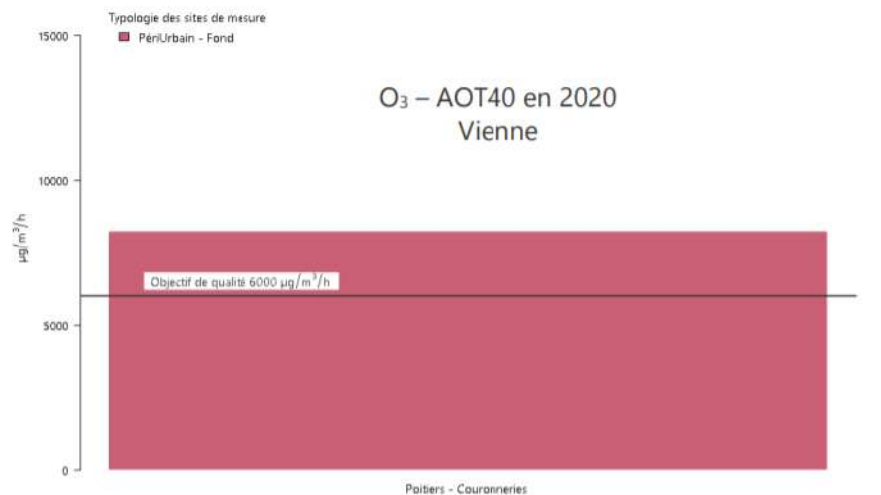 Typologie des sites de mesure
PériUrbain - Fond
O₃ – AOT40 en 2020
Vienne
15000
10000
5000
0
µg/m³/h
Objectif de qualité 6000 µg/m³/h
Poitiers - Couronneries